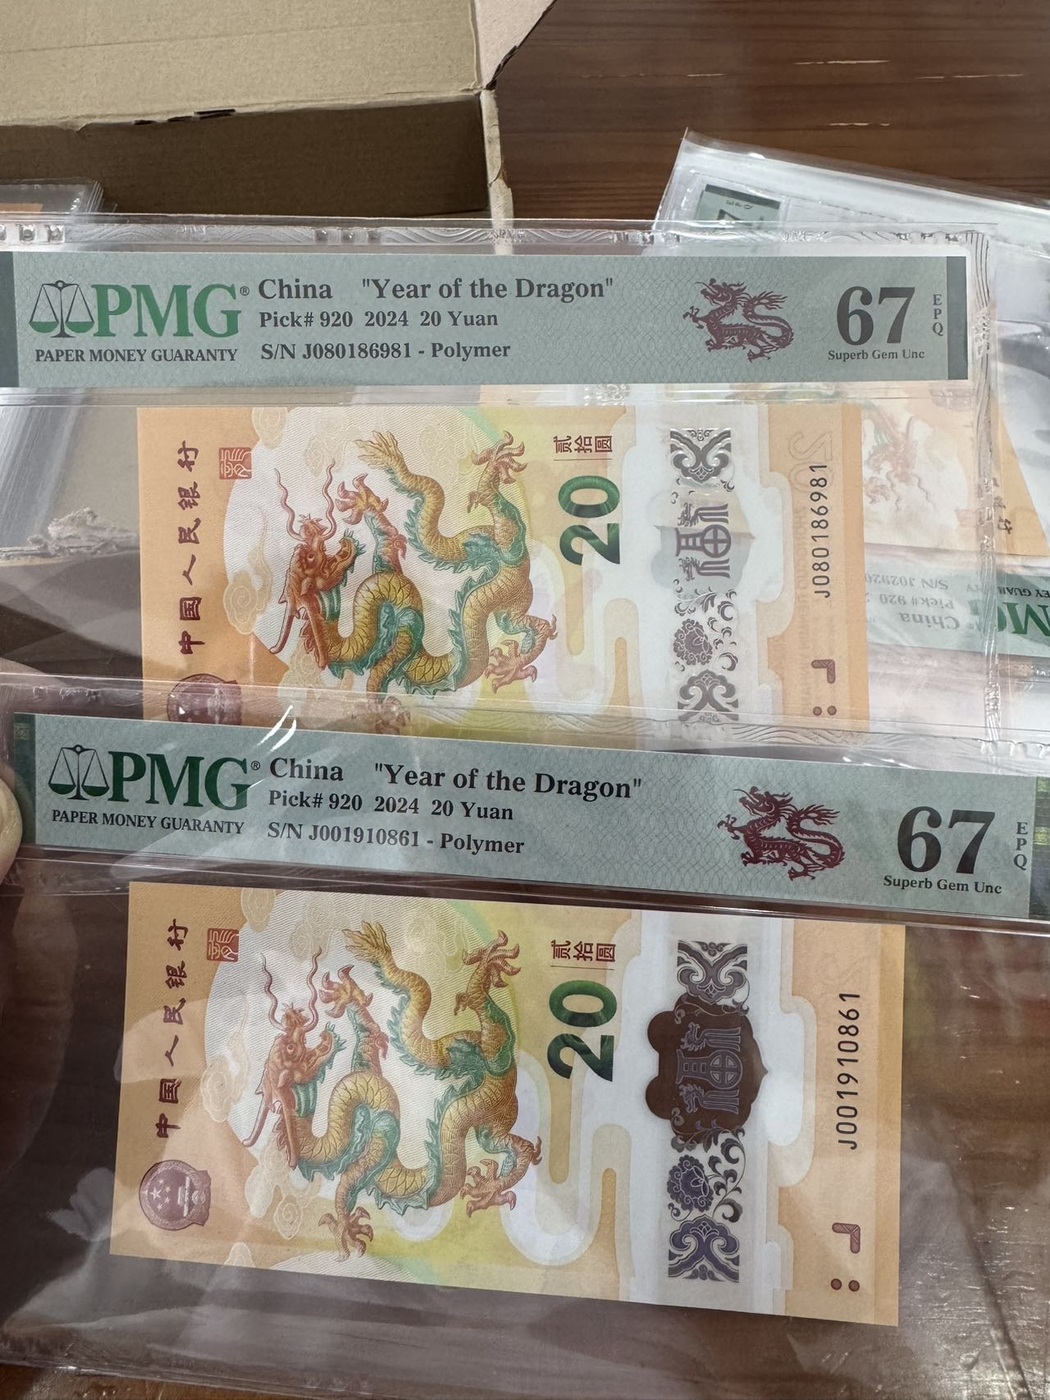 PMG®
PAPER MONEY GUARANTY
China "Year of the Dragon"
Pick# 920 2024 20 Yuan
S/N J080186981 - Polymer
67
EPQ
Superb Gem Unc
中国人民银行
贰拾圆
20
J080186981
PMG®
PAPER MONEY GUARANTY
China "Year of the Dragon"
Pick# 920 2024 20 Yuan
S/N J001910861 - Polymer
67
EPQ
Superb Gem Unc
中国人民银行
贰拾圆
20
J001910861
China
Pick# 920